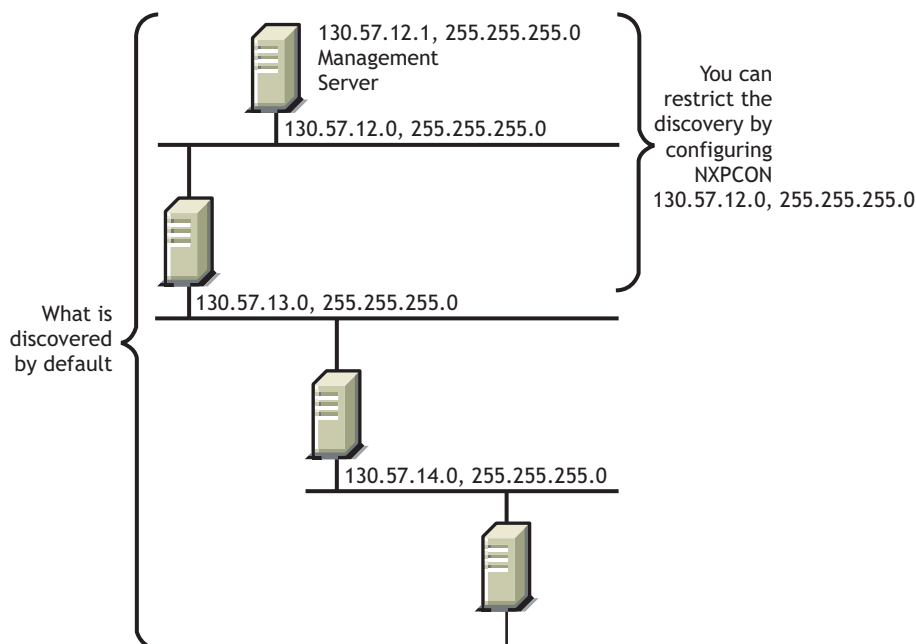 130.57.12.1, 255.255.255.0
Management
Server
130.57.12.0, 255.255.255.0
You can
restrict the
discovery by
configuring
NXPCON
130.57.12.0, 255.255.255.0
130.57.13.0, 255.255.255.0
What is
discovered
by default
130.57.14.0, 255.255.255.0